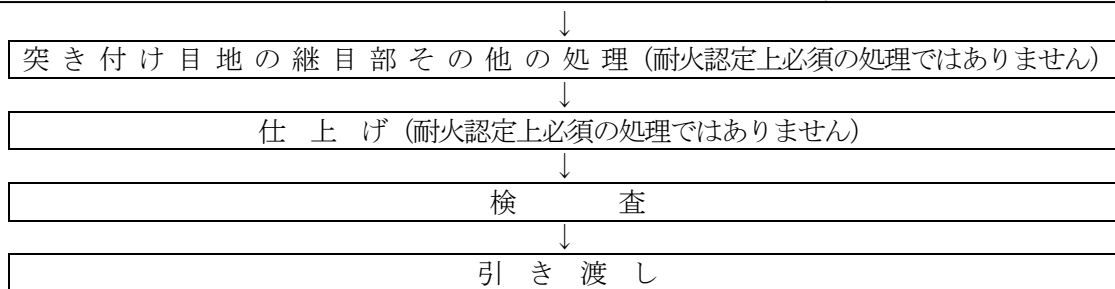 ↓
突き付け目地の継目部その他の処理(耐火認定上必須の処理ではありません)
↓
仕上げ(耐火認定上必須の処理ではありません)
↓
検査
↓
引き渡し